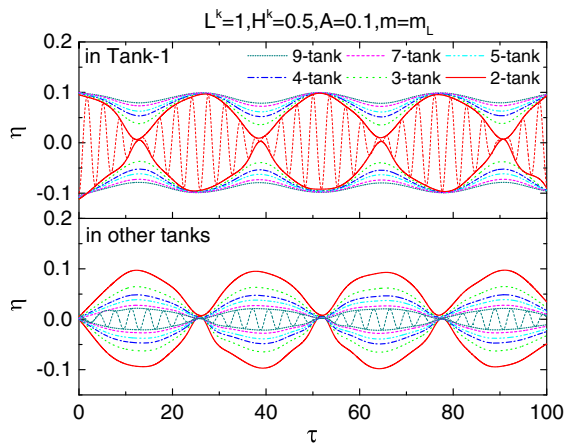 L^k=1,H^k=0.5,A=0.1,m=m_L
0.2
in Tank-1
9-tank 7-tank 5-tank
4-tank 3-tank 2-tank
0.1
η
0.0
-0.1
0.2
in other tanks
0.1
η
0.0
-0.1
0 20 40 60 80 100
τ